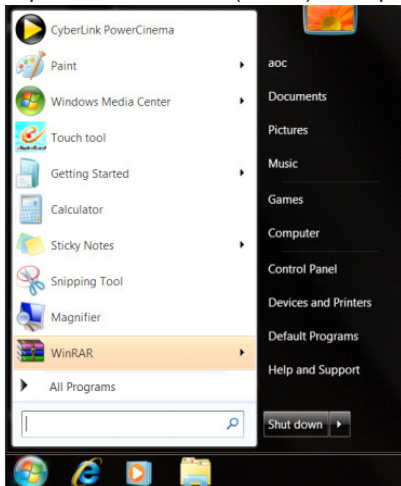 CyberLink PowerCinema
Paint
Windows Media Center
Touch tool
Getting Started
Calculator
Sticky Notes
Snipping Tool
Magnifier
WinRAR
All Programs
aoc
Documents
Pictures
Music
Games
Computer
Control Panel
Devices and Printers
Default Programs
Help and Support
Shut down